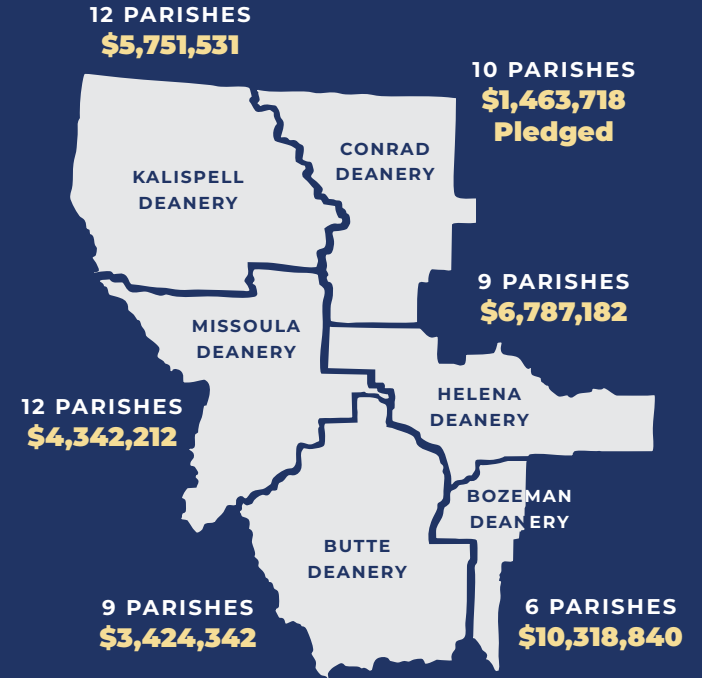 12 PARISHES
$5,751,531
10 PARISHES
$1,463,718
Pledged
CONRAD
DEANERY
KALISPELL
DEANERY
9 PARISHES
$6,787,182
MISSOULA
DEANERY
HELENA
DEANERY
12 PARISHES
$4,342,212
BOZEMAN
DEANERY
BUTTE
DEANERY
9 PARISHES
$3,424,342
6 PARISHES
$10,318,840